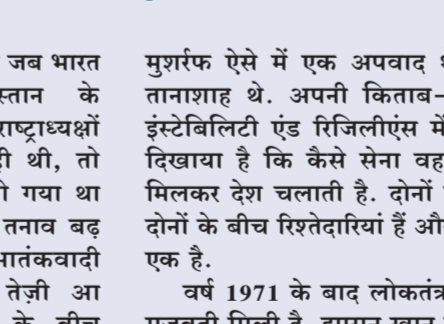 जब भारत
के
राष्ट्राध्यक्षों
थी, तो
गया था
तनाव बढ़
आतंकवादी
तेज़ी आ
के बीच
मुशर्रफ ऐसे में एक अपवाद
तानाशाह थे. अपनी किताब-
इंस्टेबिलिटी एंड रिजिलीएंस में
दिखाया है कि कैसे सेना वह
मिलकर देश चलाती है. दोनों
दोनों के बीच रिश्तेदारियां हैं औ
एक है.
वर्ष 1971 के बाद लोकतंत्र
मिली है